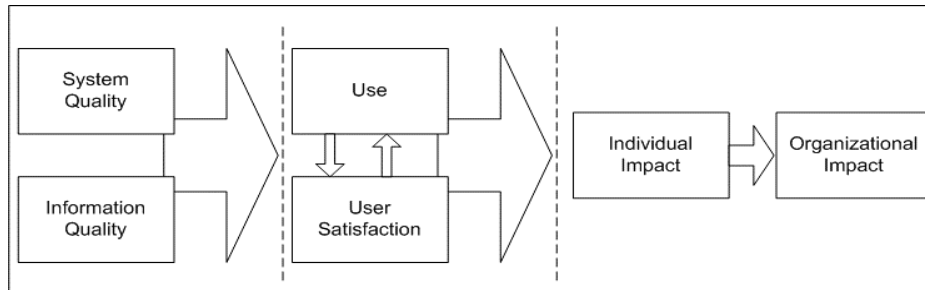 System
Quality
Information
Quality
Use
User
Satisfaction
Individual
Impact
Organizational
Impact